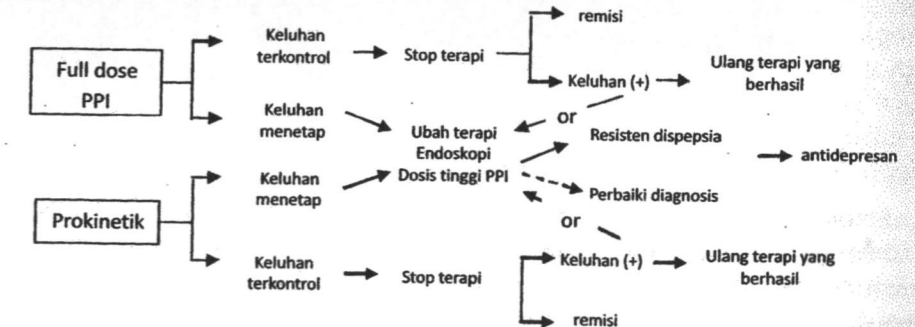 remisi
Keluhan
terkontrol
Stop terapi
Full dose
PPI
Keluhan (+)
Ulang terapi yang
berhasil
Keluhan
menetap
or
Ubah terapi
Endoskopi
Dosis tinggi PPI
Resisten dispepsia
antidepresan
Keluhan
menetap
Perbaiki diagnosis
Prokinetik
or
Keluhan
terkontrol
Stop terapi
Keluhan (+)
Ulang terapi yang
berhasil
remisi